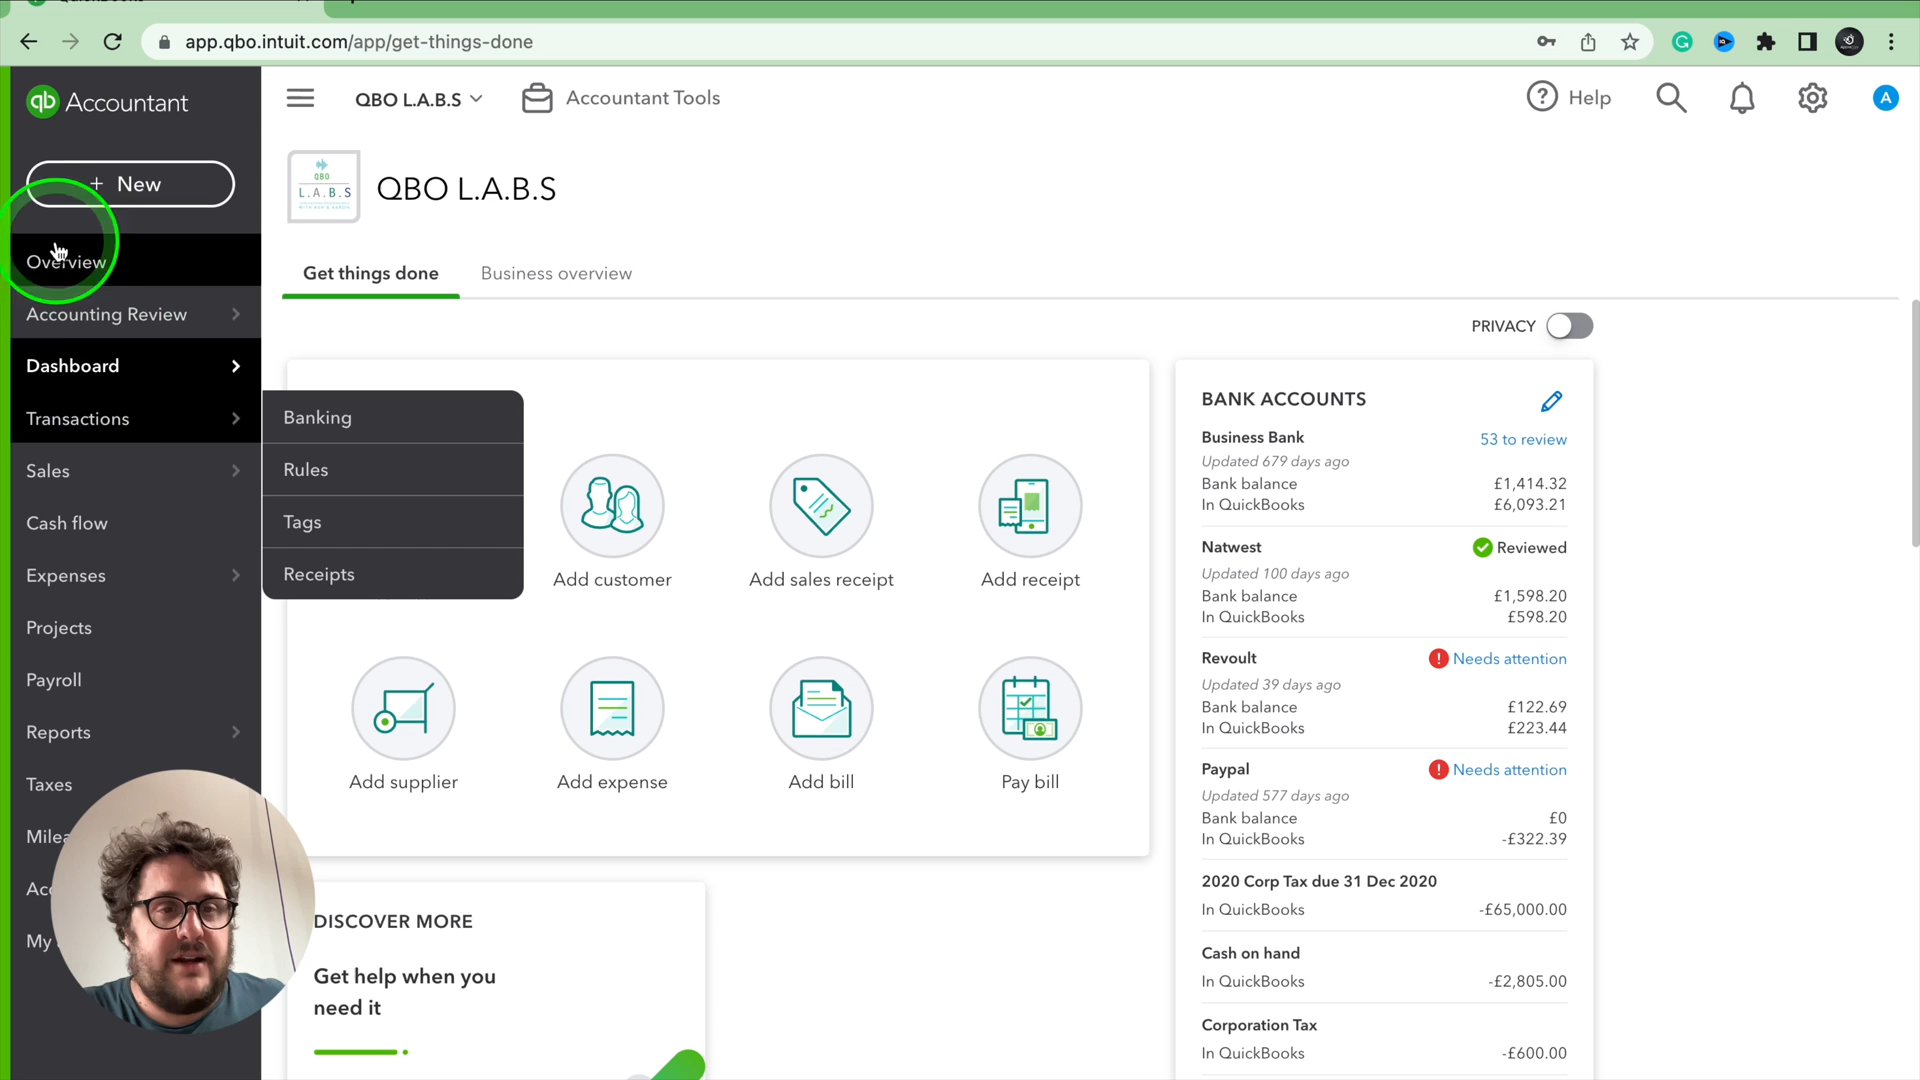 app.qbo.intuit.com/app/get-things-done
qb Accountant
QBO L.A.B.S
Accountant Tools
Help
A
+ New
QBO
L.A.B.S
QBO L.A.B.S
Overview
Get things done
Business overview
Accounting Review
PRIVACY
Dashboard
Transactions
Sales
Cash flow
Expenses
Projects
Payroll
Reports
Taxes
Milea
Acc
My
Banking
Rules
Tags
Receipts
Add customer
Add sales receipt
Add receipt
Add supplier
Add expense
Add bill
Pay bill
BANK ACCOUNTS
Business Bank 53 to review
Updated 679 days ago
Bank balance £1,414.32
In QuickBooks £6,093.21
Natwest Reviewed
Updated 100 days ago
Bank balance £1,598.20
In QuickBooks £598.20
Revoult Needs attention
Updated 39 days ago
Bank balance £122.69
In QuickBooks £223.44
Paypal Needs attention
Updated 577 days ago
Bank balance £0
In QuickBooks -£322.39
2020 Corp Tax due 31 Dec 2020
In QuickBooks -£65,000.00
Cash on hand
In QuickBooks -£2,805.00
Corporation Tax
In QuickBooks -£600.00
DISCOVER MORE
Get help when you
need it